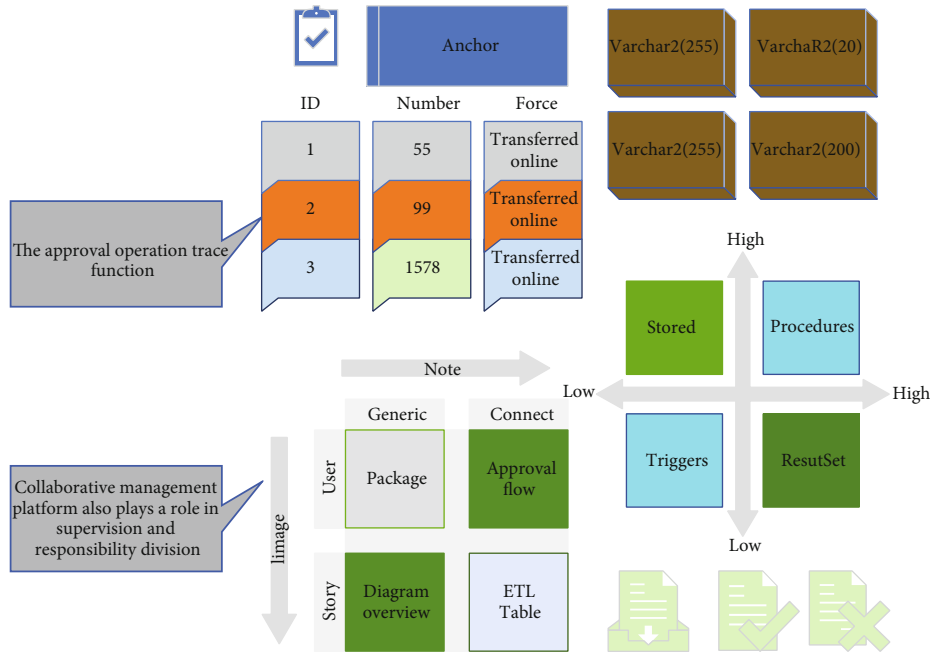 Anchor
Varchar2(255)
VarchaR2(20)
Varchar2(255)
Varchar2(200)
ID
Number
Force
1
55
Transferred
online
2
99
Transferred
online
3
1578
Transferred
online
The approval operation trace
function
High
Stored
Procedures
Low
High
Triggers
ResutSet
Low
Note
Generic
Connect
User
Package
Approval
flow
limage
Story
Diagram
overview
ETL
Table
Collaborative management
platform also plays a role in
supervision and
responsibility division